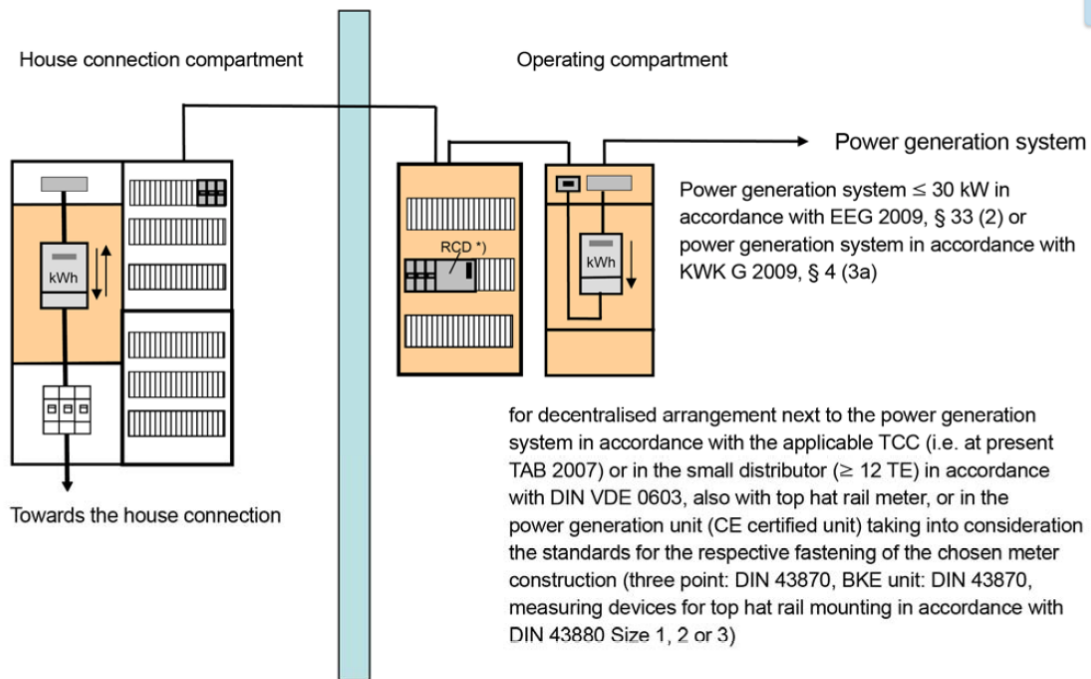 House connection compartment
Operating compartment
Power generation system
Power generation system ≤ 30 kW in
accordance with EEG 2009, § 33 (2) or
power generation system in accordance with
KWK G 2009, § 4 (3a)
RCD *)
kWh
kWh
for decentralised arrangement next to the power generation
system in accordance with the applicable TCC (i.e. at present
TAB 2007) or in the small distributor (≥ 12 TE) in accordance
with DIN VDE 0603, also with top hat rail meter, or in the
power generation unit (CE certified unit) taking into consideration
the standards for the respective fastening of the chosen meter
construction (three point: DIN 43870, BKE unit: DIN 43870,
measuring devices for top hat rail mounting in accordance with
DIN 43880 Size 1, 2 or 3)
Towards the house connection